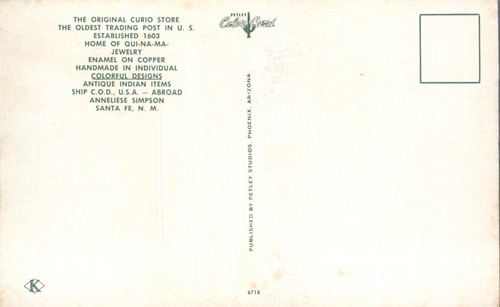 THE ORIGINAL CURIO STORE
THE OLDEST TRADING POST IN U. S.
ESTABLISHED 1603
HOME OF QUI-NA-MA-
JEWELRY
ENAMEL ON COPPER
HANDMADE IN INDIVIDUAL
COLORFUL DESIGNS
ANTIQUE INDIAN ITEMS
SHIP C.O.D., U.S.A. — ABROAD
ANNELIESE SIMPSON
SANTA FE, N. M.
PETLEY
Color Card
PUBLISHED BY PETLEY STUDIOS, PHOENIX, ARIZONA
K
6718